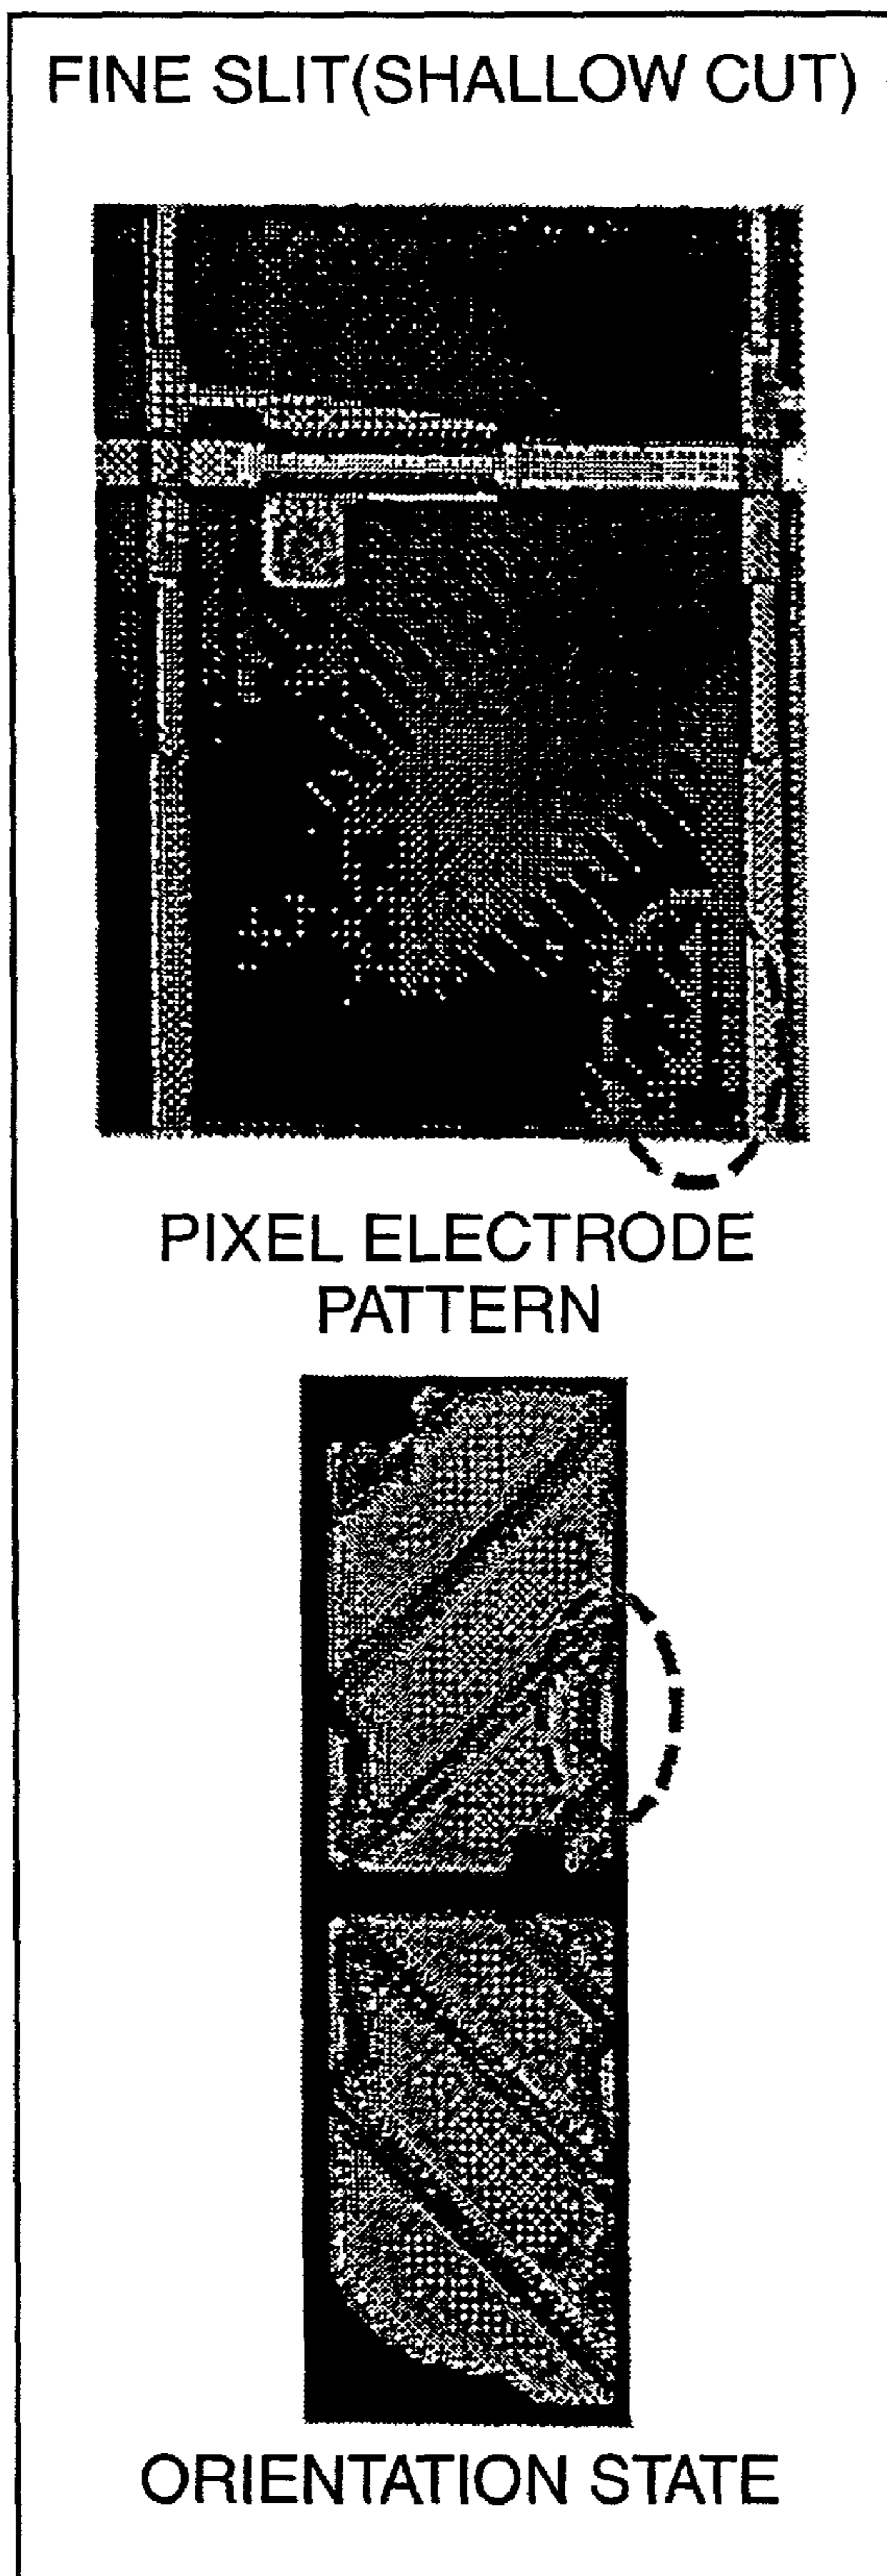 FINE SLIT(SHALLOW CUT)
PIXEL ELECTRODE
PATTERN
ORIENTATION STATE